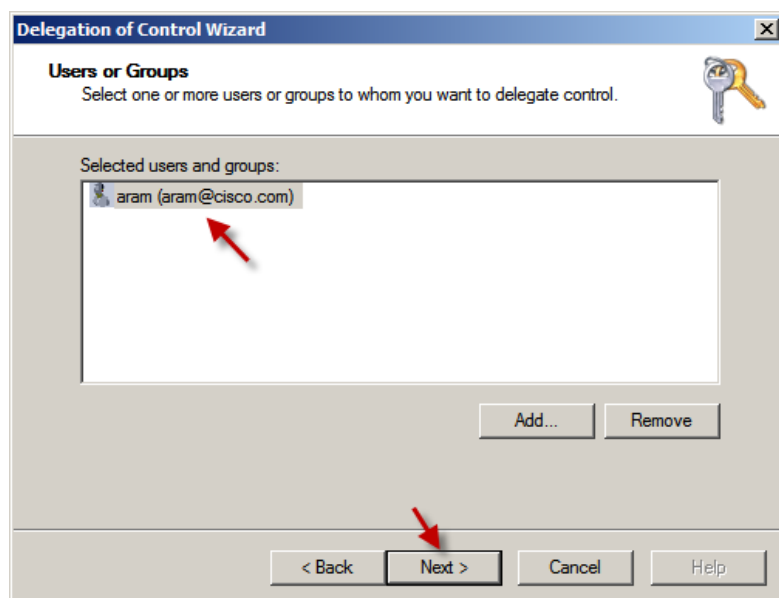 Delegation of Control Wizard
Users or Groups
Select one or more users or groups to whom you want to delegate control.
Selected users and groups:
aram (aram@cisco.com)
Add... Remove
< Back Next > Cancel Help